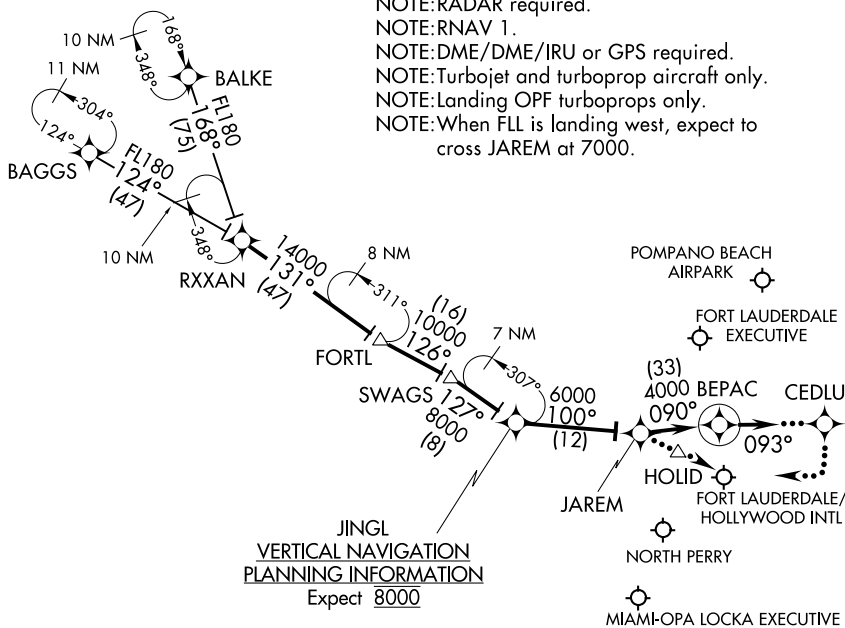 NOTE: RADAR required.
NOTE: RNAV 1.
NOTE: DME/DME/IRU or GPS required.
NOTE: Turbojet and turboprop aircraft only.
NOTE: Landing OPF turboprops only.
NOTE: When FLL is landing west, expect to
cross JAREM at 7000.
10 NM
168°
348°
BALKE
11 NM
304°
124°
BAGGS
FL180
168°
(75)
FL180
124°
(47)
10 NM
348°
RXXAN
14000
131°
(47)
8 NM
311°
FORTL
(16)
10000
126°
SWAGS
7 NM
307°
127°
8000
(8)
6000
100°
(12)
JINGL
VERTICAL NAVIGATION
PLANNING INFORMATION
Expect 8000
JAREM
(33)
4000
090°
BEPAC
093°
CEDLU
HOLID
POMPANO BEACH
AIRPARK
FORT LAUDERDALE
EXECUTIVE
FORT LAUDERDALE/
HOLLYWOOD INTL
NORTH PERRY
MIAMI-OPA LOCKA EXECUTIVE